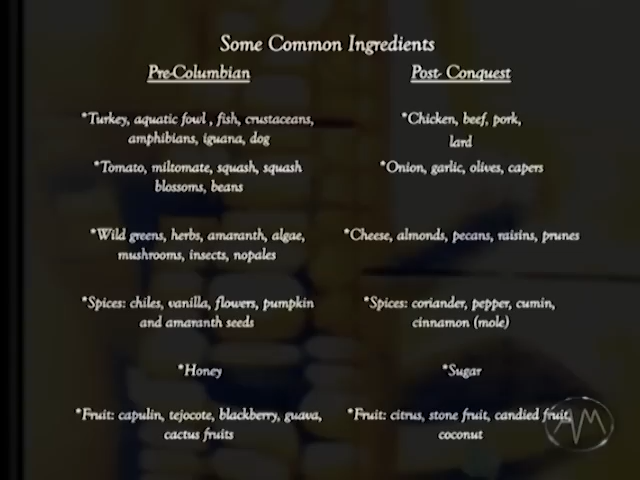 Some Common Ingredients
Pre-Columbian
Post- Conquest
*Turkey, aquatic fowl , fish, crustaceans,
amphibians, iguana, dog
*Chicken, beef, pork,
lard
*Tomato, miltomate, squash, squash
blossoms, beans
*Onion, garlic, olives, capers
*Wild greens, herbs, amaranth, algae,
mushrooms, insects, nopales
*Cheese, almonds, pecans, raisins, prunes
*Spices: chiles, vanilla, flowers, pumpkin
and amaranth seeds
*Spices: coriander, pepper, cumin,
cinnamon (mole)
*Honey
*Sugar
*Fruit: capulin, tejocote, blackberry, guava,
cactus fruits
*Fruit: citrus, stone fruit, candied fruit,
coconut
AM